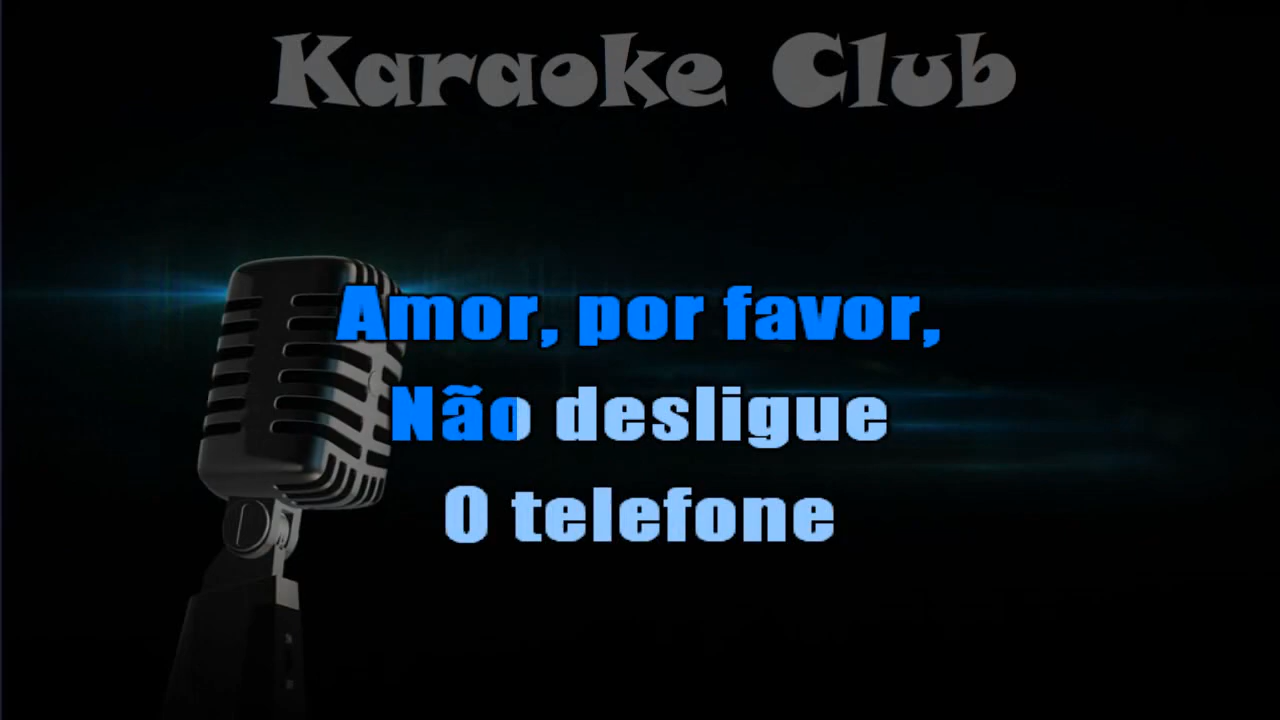 Karaoke Club
Amor, por favor,
Não desligue
O telefone